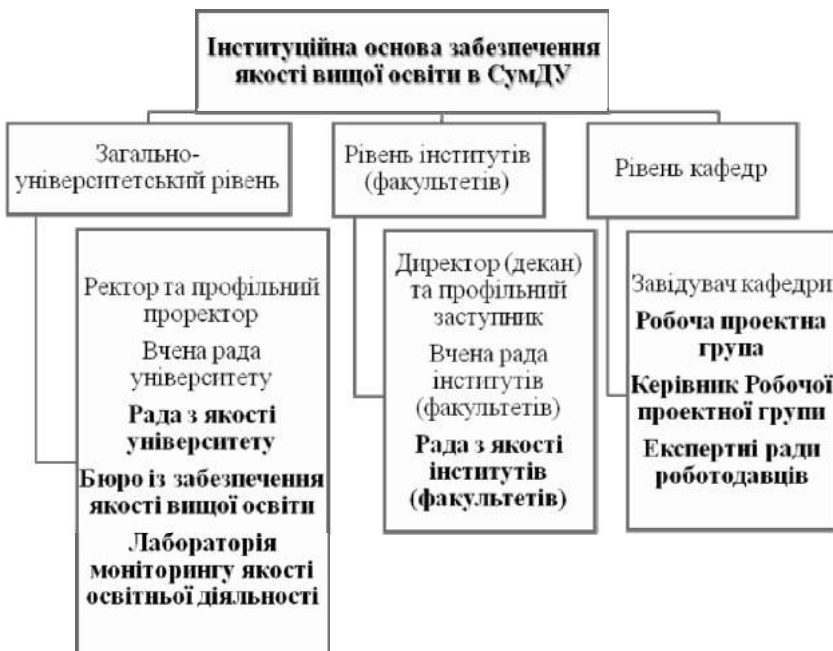 Інституційна основа забезпечення
якості вищої освіти в СумДУ
Загально-
університетський рівень
Ректор та профільний
проректор
Вчена рада
університету
Рада з якості
університету
Бюро із забезпечення
якості вищої освіти
Лабораторія
моніторингу якості
освітньої діяльності
Рівень інститутів
(факультетів)
Директор (декан)
та профільний
заступник
Вчена рада
інститутів
(факультетів)
Рада з якості
інститутів
(факультетів)
Рівень кафедр
Завідувач кафедри
Робоча проектна
група
Керівник Робочої
проектної групи
Експертні ради
роботодавців